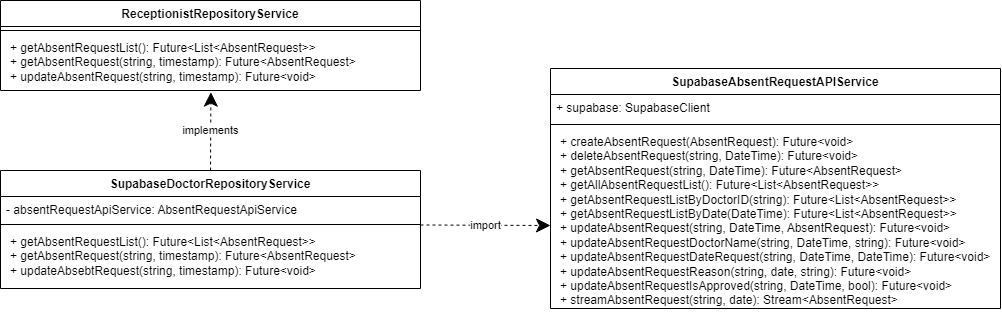 ReceptionistRepositoryService
+ getAbsentRequestList(): Future<List<AbsentRequest>>
+ getAbsentRequest(string, timestamp): Future<AbsentRequest>
+ updateAbsentRequest(string, timestamp): Future<void>
implements
SupabaseDoctorRepositoryService
- absentRequestApiService: AbsentRequestApiService
+ getAbsentRequestList(): Future<List<AbsentRequest>>
+ getAbsentRequest(string, timestamp): Future<AbsentRequest>
+ updateAbsebtRequest(string, timestamp): Future<void>
import
SupabaseAbsentRequestAPIService
+ supabase: SupabaseClient
+ createAbsentRequest(AbsentRequest): Future<void>
+ deleteAbsentRequest(string, DateTime): Future<void>
+ getAbsentRequest(string, DateTime): Future<AbsentRequest>
+ getAllAbsentRequestList(): Future<List<AbsentRequest>>
+ getAbsentRequestListByDoctorID(string): Future<List<AbsentRequest>>
+ getAbsentRequestListByDate(DateTime): Future<List<AbsentRequest>>
+ updateAbsentRequest(string, DateTime, AbsentRequest): Future<void>
+ updateAbsentRequestDoctorName(string, DateTime, string): Future<void>
+ updateAbsentRequestDateRequest(string, DateTime, DateTime): Future<void>
+ updateAbsentRequestReason(string, date, string): Future<void>
+ updateAbsentRequestIsApproved(string, DateTime, bool): Future<void>
+ streamAbsentRequest(string, date): Stream<AbsentRequest>